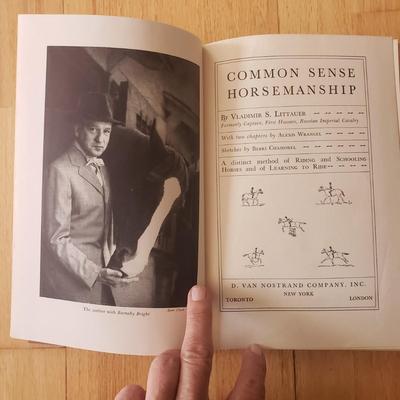 The author with Barnaby Bright
COMMON SENSE
HORSEMANSHIP
By VLADIMIR S. LITTAUER
Formerly Captain, First Hussars, Russian Imperial Cavalry
With two chapters by ALEXIS WRANGEL
Sketches by
A distinct method of RIDING and SCHOOLING
HORSES and of LEARNING TO RIDE
D. VAN NOSTRAND COMPANY, INC.
NEW YORK
TORONTO LONDON